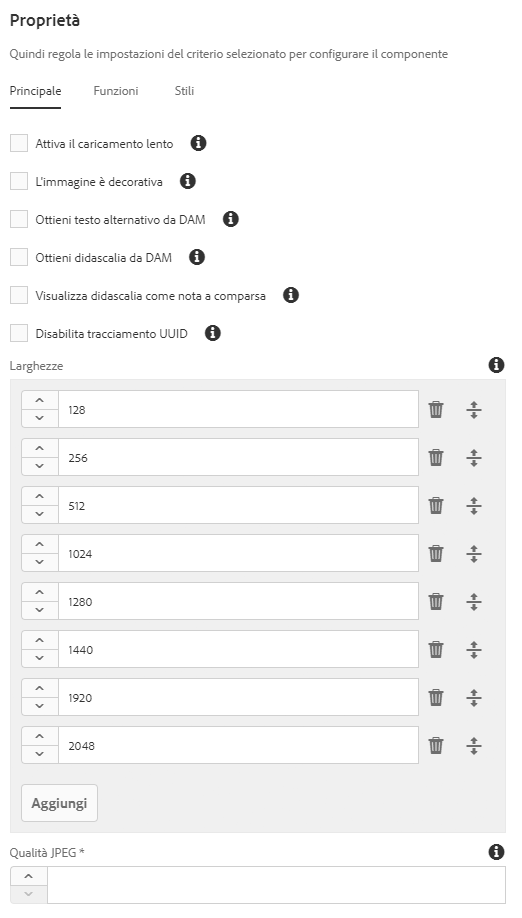 Proprietà
Quindi regola le impostazioni del criterio selezionato per configurare il componente
Principale Funzioni Stili
Attiva il caricamento lento
L'immagine è decorativa
Ottieni testo alternativo da DAM
Ottieni didascalia da DAM
Visualizza didascalia come nota a comparsa
Disabilita tracciamento UUID
Larghezze
128
256
512
1024
1280
1440
1920
2048
Aggiungi
Qualità JPEG *